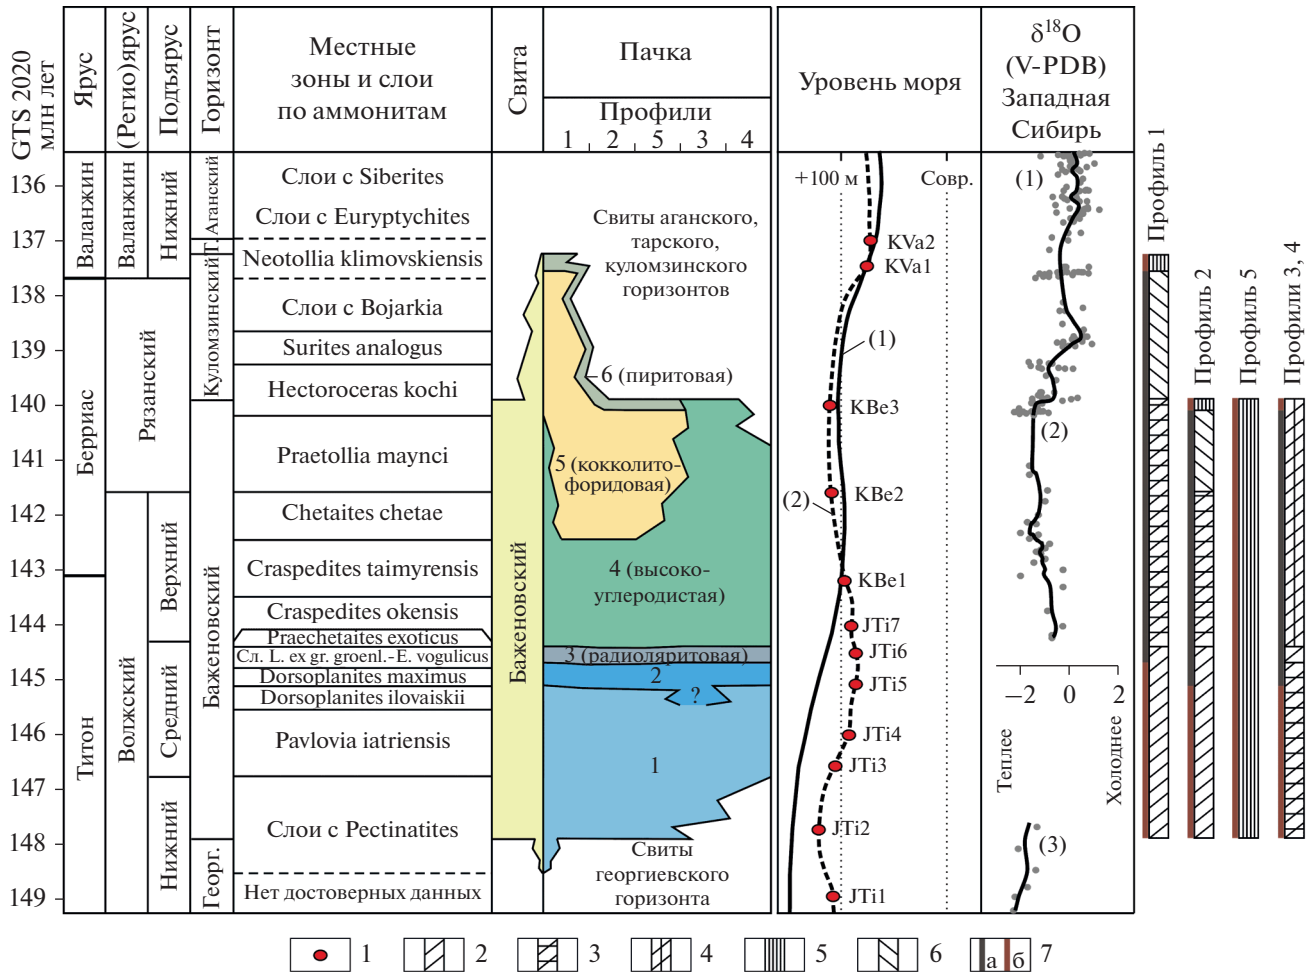 GTS 2020
млн лет
Ярус
(Регио)ярус
Подъярус
Горизонт
Местные
зоны и слои
по аммонитам
Свита
Пачка
Профили
1 2 5 3 4
Уровень моря
δ¹⁸O
(V-PDB)
Западная
Сибирь
136
137
138
139
140
141
142
143
144
145
146
147
148
149
Валанжин
Берриас
Титон
Валанжин
Рязанский
Волжский
Нижний
Верхний
Средний
Нижний
Аганский
Т.
Куломзинский
Баженовский
Георг.
Слои с Siberites
Слои с Euryptychites
Neotollia klimovskiensis
Слои с Bojarkia
Surites analogus
Hectoroceras kochi
Praetollia maynci
Chetaites chetae
Craspedites taimyrensis
Craspedites okensis
Praechetaites exoticus
Сл. L. ex gr. groenl.-E. vogulicus
Dorsoplanites maximus
Dorsoplanites ilovaiskii
Pavlovia iatriensis
Слои с Pectinatites
Нет достоверных данных
Баженовский
Свиты аганского,
тарского,
куломзинского
горизонтов
6 (пиритовая)
5 (кокколито-
форидовая)
4 (высоко-
углеродистая)
3 (радиоляритовая)
2
?
1
Свиты
георгиевского
горизонта
+100 м
Совр.
KVa2
KVa1
(1)
KBe3
KBe2
(2)
KBe1
JTi7
JTi6
JTi5
JTi4
JTi3
JTi2
JTi1
(1)
(2)
−2 0 2
Теплее
Холоднее
(3)
Профиль 1
Профиль 2
Профиль 5
Профили 3, 4
1 2 3 4 5 6 а б 7